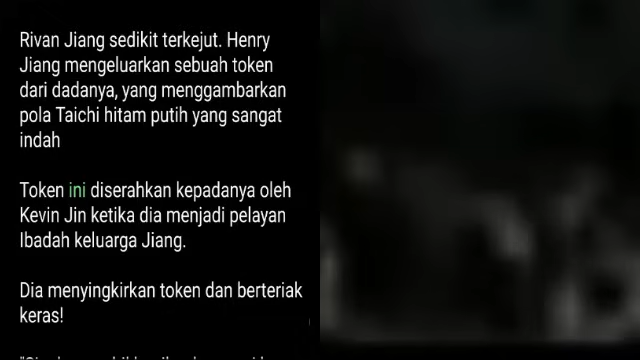 Rivan Jiang sedikit terkejut. Henry
Jiang mengeluarkan sebuah token
dari dadanya, yang menggambarkan
pola Taichi hitam putih yang sangat
indah
Token ini diserahkan kepadanya oleh
Kevin Jin ketika dia menjadi pelayan
Ibadah keluarga Jiang.
Dia menyingkirkan token dan berteriak
keras!